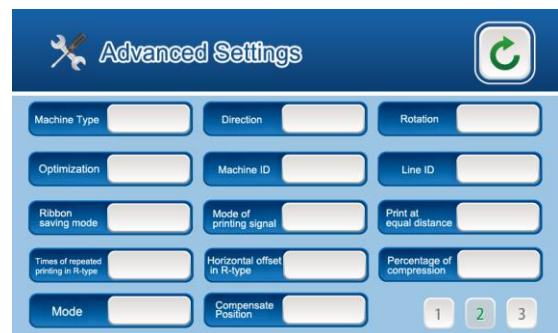 Advanced Settings
Machine Type
Direction
Rotation
Optimization
Machine ID
Line ID
Ribbon
saving mode
Mode of
printing signal
Print at
equal distance
Times of repeated
printing in R-type
Horizontal offset
in R-type
Percentage of
compression
Mode
Compensate
Position
1 2 3